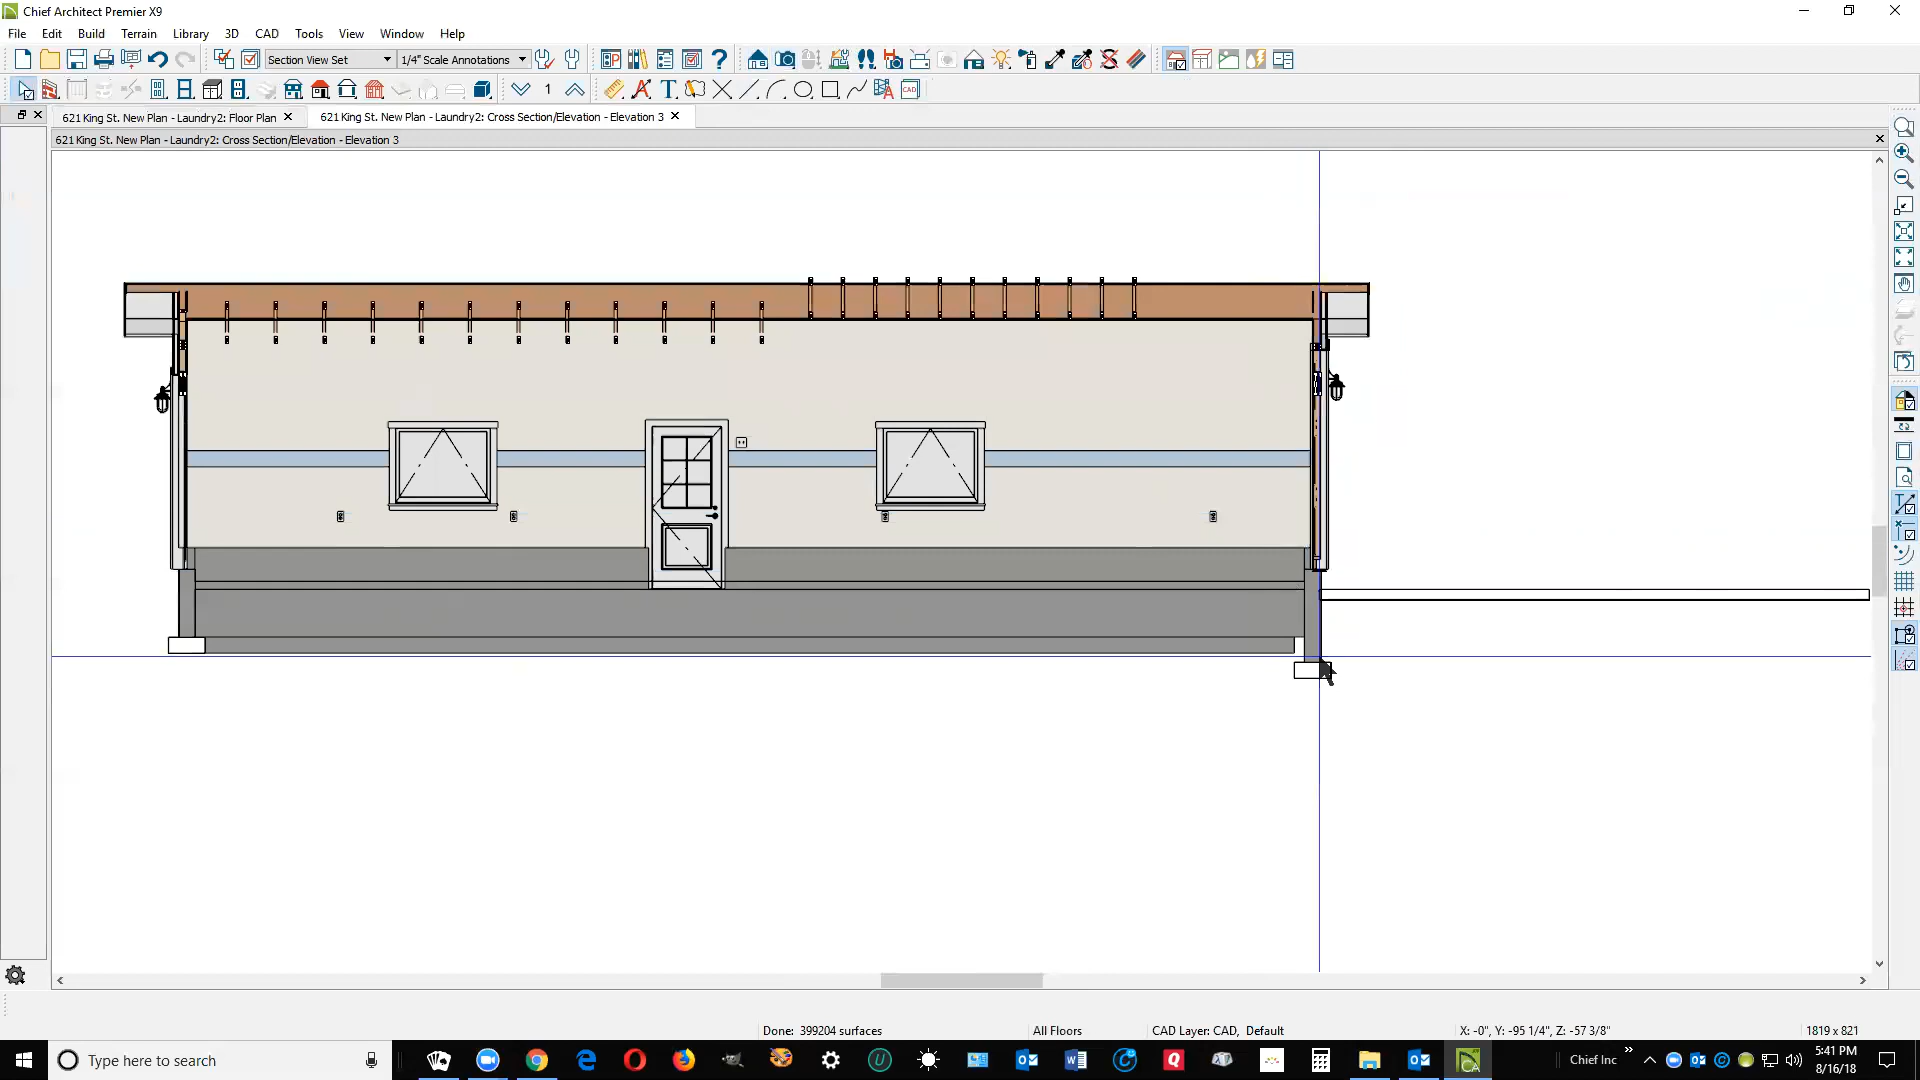 Chief Architect Premier X9
File Edit Build Terrain Library 3D CAD Tools View Window Help
Section View Set 1/4" Scale Annotations
1
621 King St. New Plan - Laundry2: Floor Plan
621 King St. New Plan - Laundry2: Cross Section/Elevation - Elevation 3
621 King St. New Plan - Laundry2: Cross Section/Elevation - Elevation 3
Done: 399204 surfaces
All Floors
CAD Layer: CAD, Default
X: -0", Y: -95 1/4", Z: -57 3/8"
1819 x 821
Type here to search
Chief Inc
5:41 PM
8/16/18